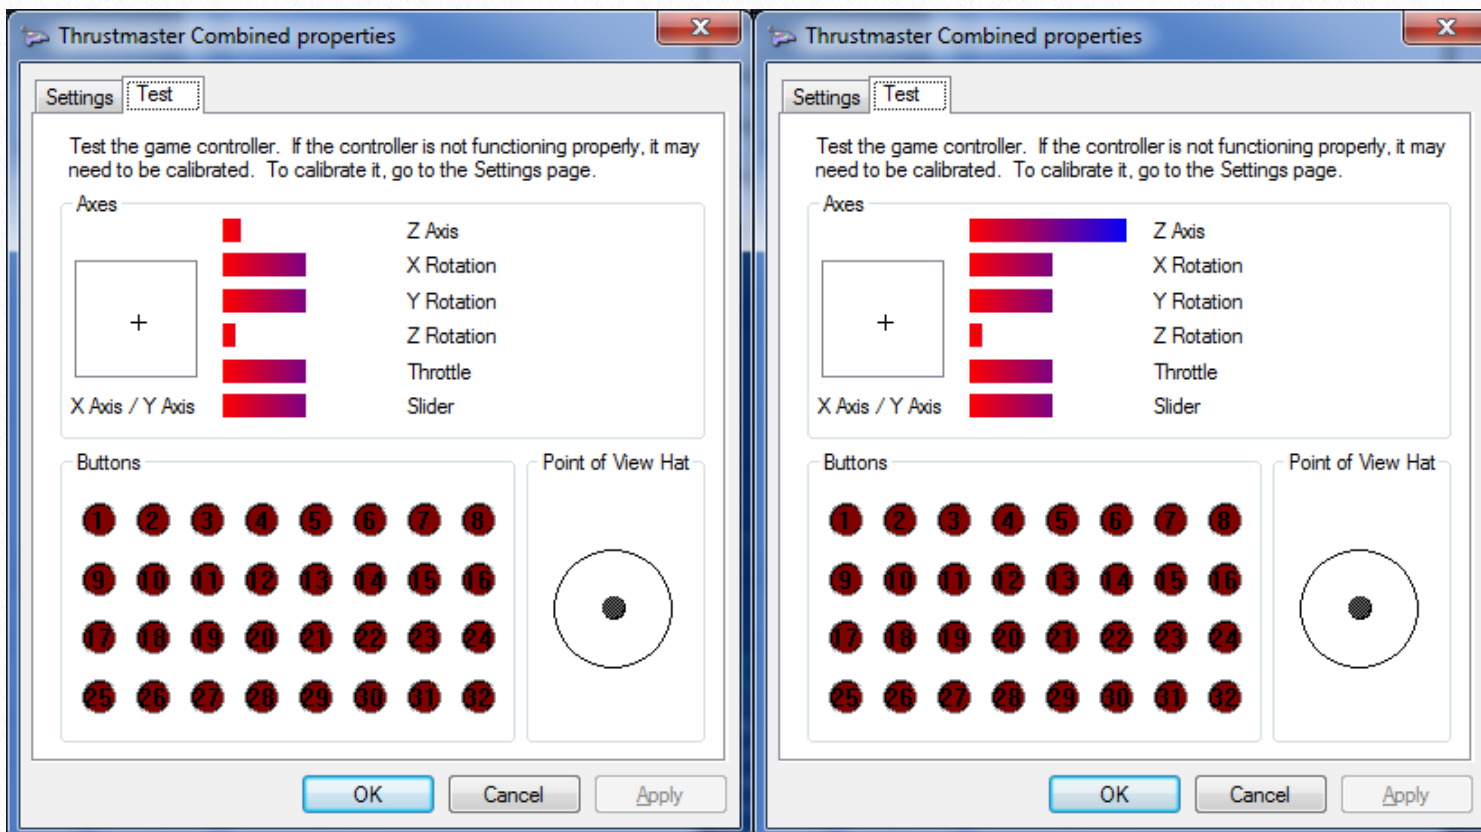 Thrustmaster Combined properties
Settings Test
Test the game controller. If the controller is not functioning properly, it may
need to be calibrated. To calibrate it, go to the Settings page.
Axes
Z Axis
X Rotation
Y Rotation
Z Rotation
Throttle
X Axis / Y Axis
Slider
Buttons
Point of View Hat
1 2 3 4 5 6 7 8
9 10 11 12 13 14 15 16
17 18 19 20 21 22 23 24
25 26 27 28 29 30 31 32
OK Cancel Apply
Thrustmaster Combined properties
Settings Test
Test the game controller. If the controller is not functioning properly, it may
need to be calibrated. To calibrate it, go to the Settings page.
Axes
Z Axis
X Rotation
Y Rotation
Z Rotation
Throttle
X Axis / Y Axis
Slider
Buttons
Point of View Hat
1 2 3 4 5 6 7 8
9 10 11 12 13 14 15 16
17 18 19 20 21 22 23 24
25 26 27 28 29 30 31 32
OK Cancel Apply